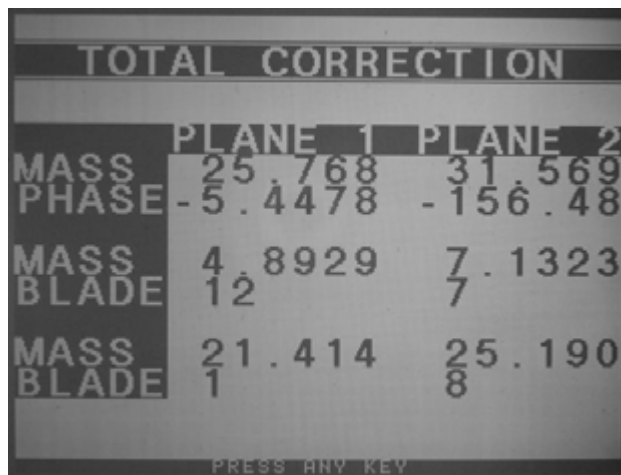 TOTAL CORRECTION
PLANE 1 PLANE 2
MASS 25.768 31.569
PHASE -5.4478 -156.48
MASS 4.8929 7.1323
BLADE 12 7
MASS 21.414 25.190
BLADE 1 8
PRESS ANY KEY